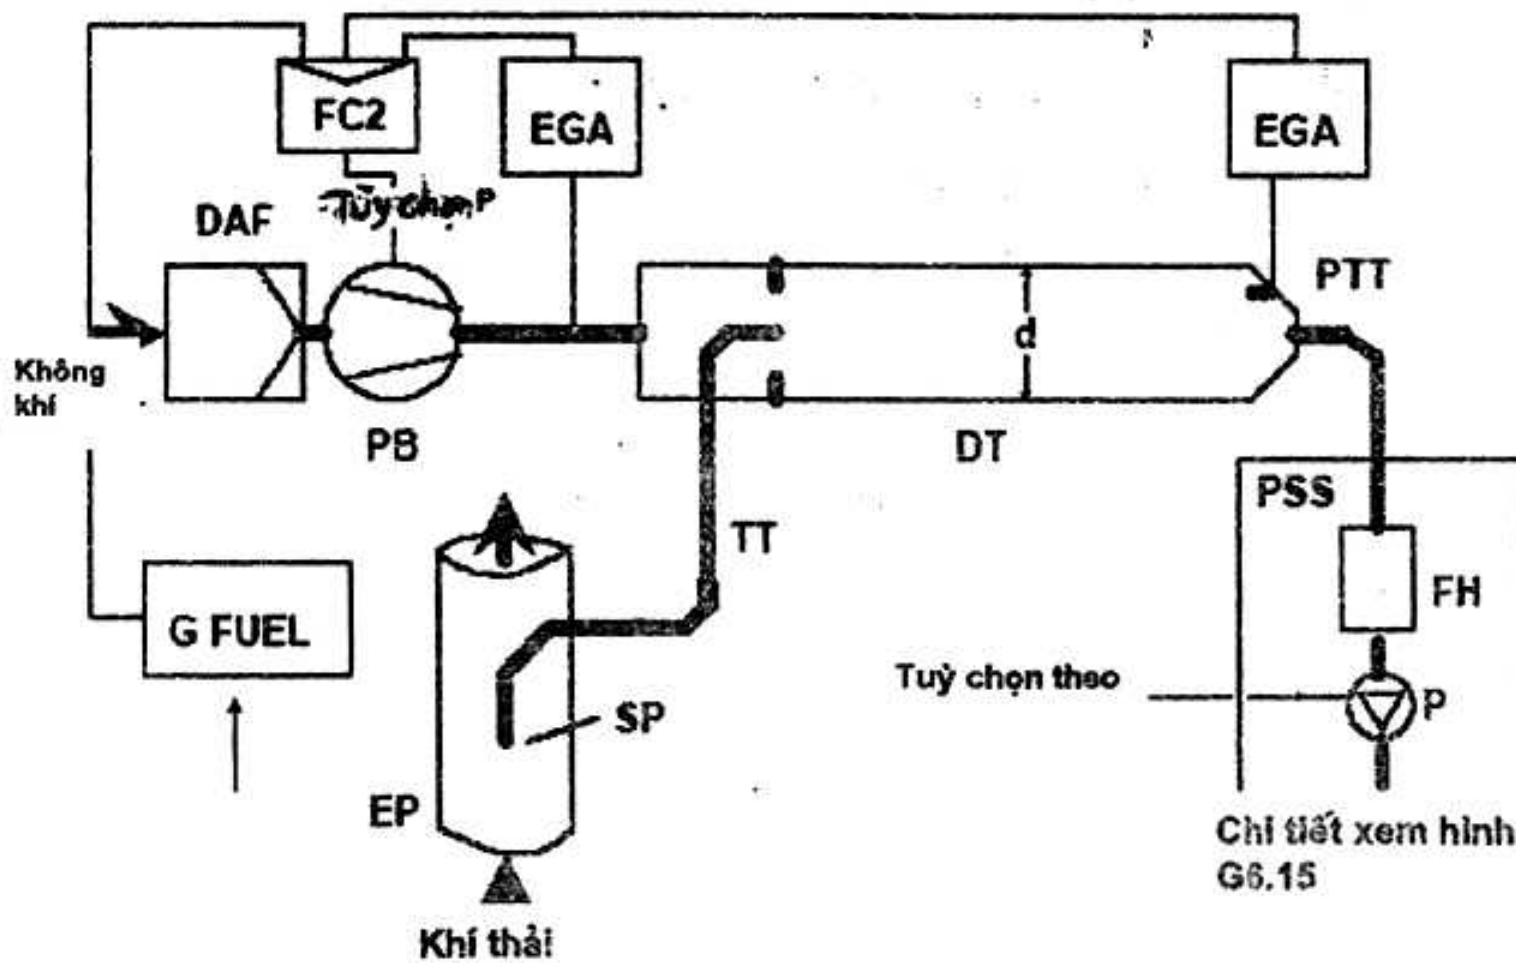 FC2
EGA
EGA
DAF
Tùy chọn P
PTT
d
Không
khí
PB
DT
PSS
TT
FH
G FUEL
Tuỳ chọn theo
P
SP
EP
Chi tiết xem hình
G6.15
Khí thải